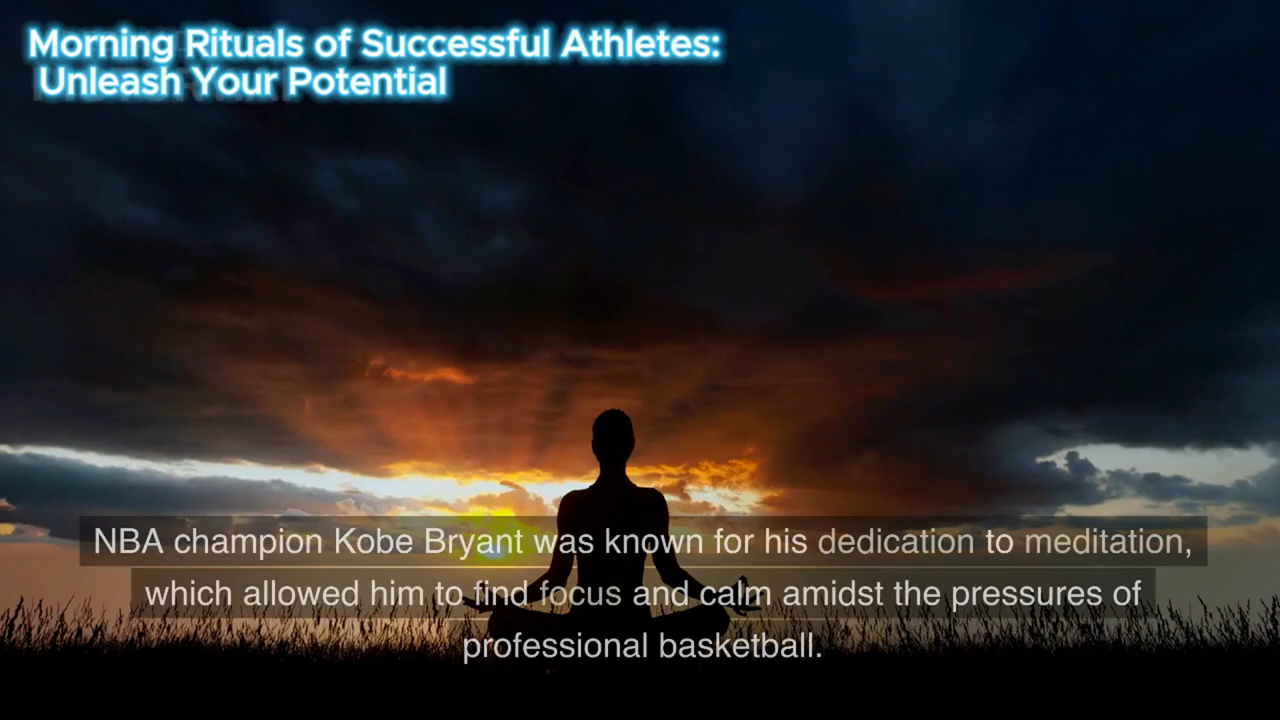 Morning Rituals of Successful Athletes:
Unleash Your Potential
NBA champion Kobe Bryant was known for his dedication to meditation,
which allowed him to find focus and calm amidst the pressures of
professional basketball.